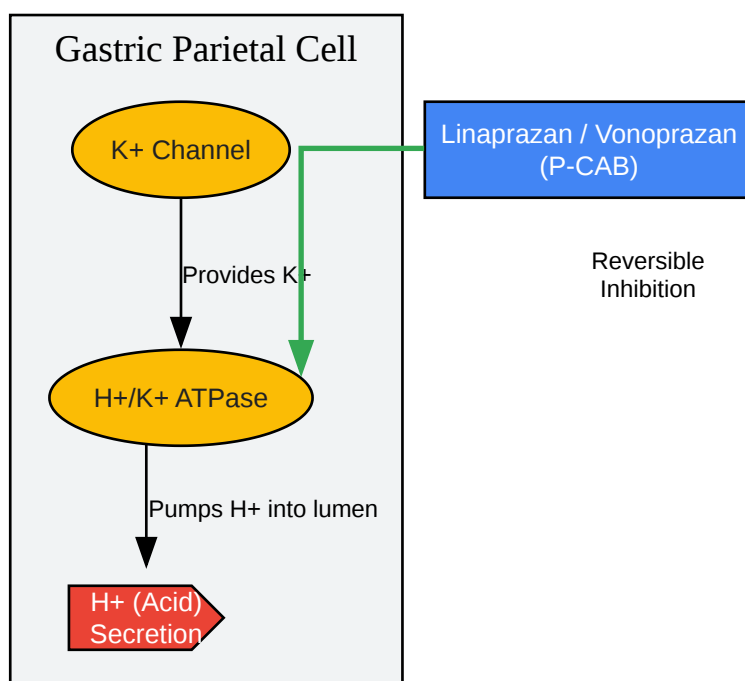 Gastric Parietal Cell
K+ Channel
Linaprazan / Vonoprazan
(P-CAB)
Provides K+
Reversible
Inhibition
H+/K+ ATPase
Pumps H+ into lumen
H+ (Acid)
Secretion